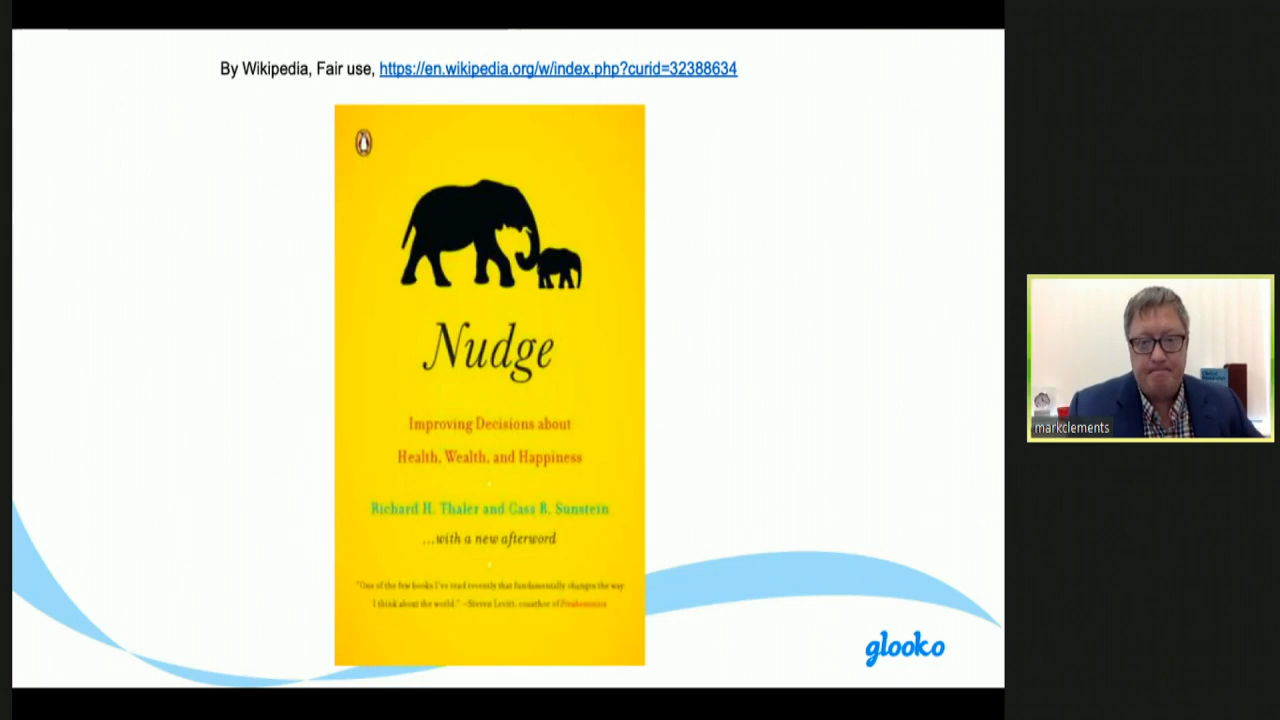 By Wikipedia, Fair use, https://en.wikipedia.org/w/index.php?curid=32388634
Nudge
Improving Decisions about
Health, Wealth, and Happiness
Richard H. Thaler and Cass R. Sunstein
...with a new afterword
"One of the few books I've read recently that fundamentally changes the way
I think about the world." —Steven Levitt, coauthor of Freakonomics
glooko
markclements